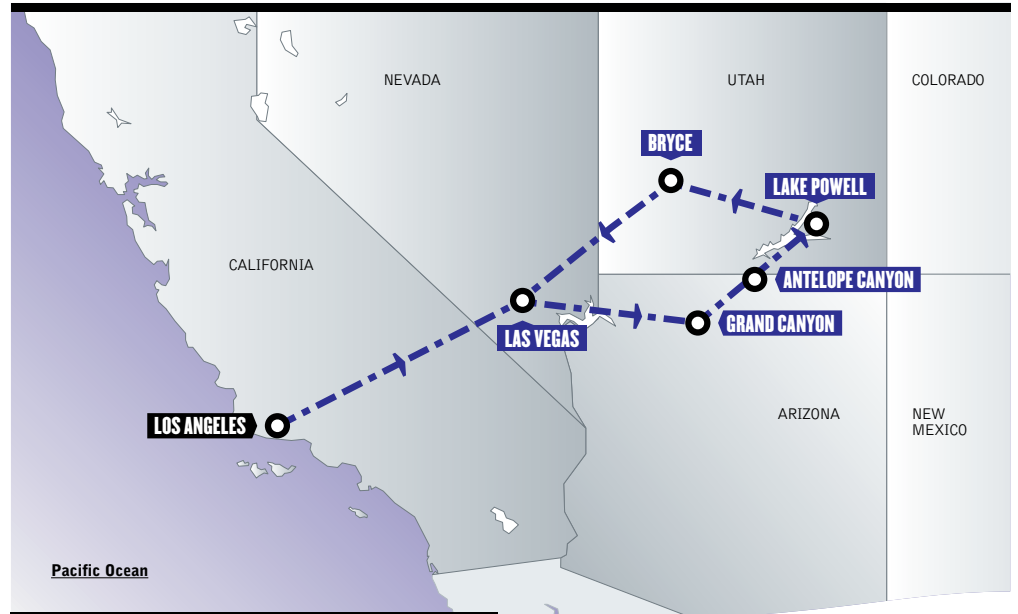 NEVADA
UTAH
COLORADO
BRYCE
LAKE POWELL
CALIFORNIA
ANTELOPE CANYON
GRAND CANYON
LAS VEGAS
LOS ANGELES
ARIZONA
NEW
MEXICO
Pacific Ocean